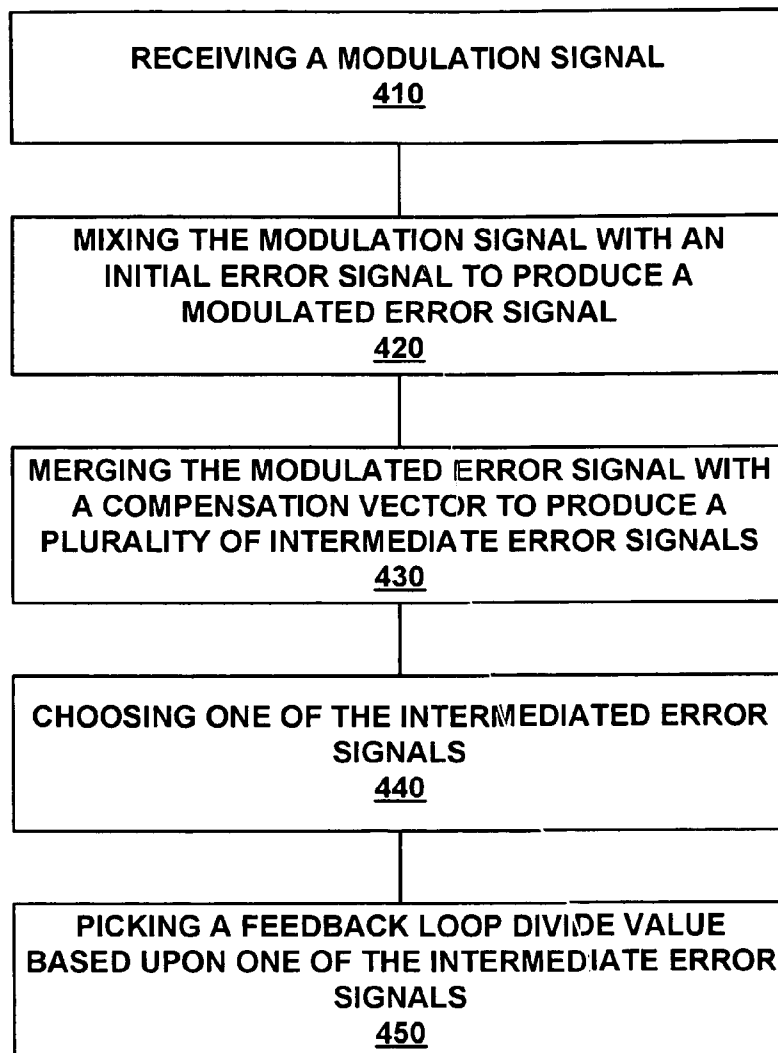 RECEIVING A MODULATION SIGNAL
410
MIXING THE MODULATION SIGNAL WITH AN
INITIAL ERROR SIGNAL TO PRODUCE A
MODULATED ERROR SIGNAL
420
MERGING THE MODULATED ERROR SIGNAL WITH
A COMPENSATION VECTOR TO PRODUCE A
PLURALITY OF INTERMEDIATE ERROR SIGNALS
430
CHOOSING ONE OF THE INTERMEDIATED ERROR
SIGNALS
440
PICKING A FEEDBACK LOOP DIVIDE VALUE
BASED UPON ONE OF THE INTERMEDIATE ERROR
SIGNALS
450